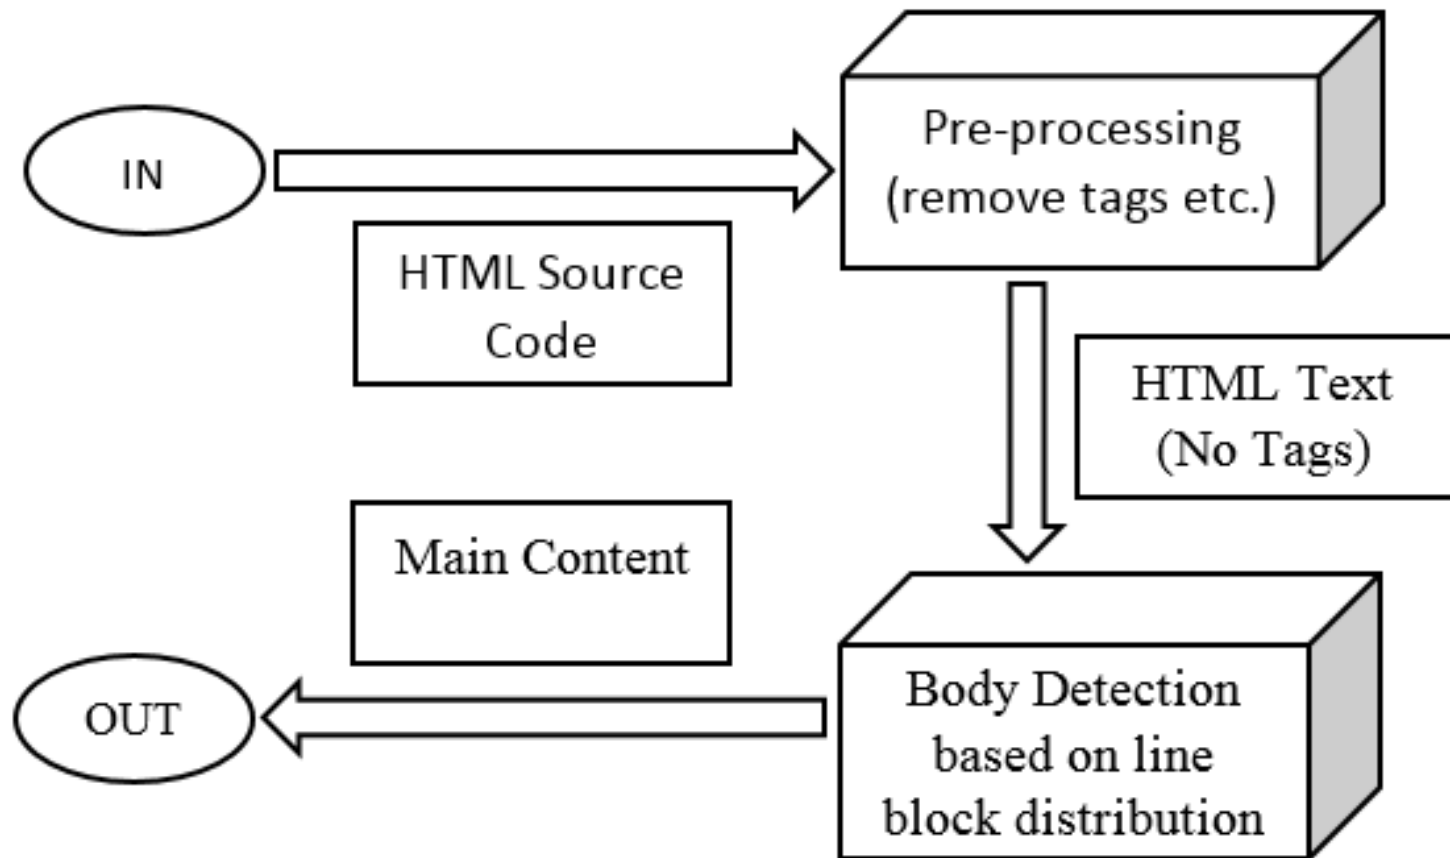 IN
Pre-processing
(remove tags etc.)
HTML Source
Code
HTML Text
(No Tags)
Main Content
OUT
Body Detection
based on line
block distribution